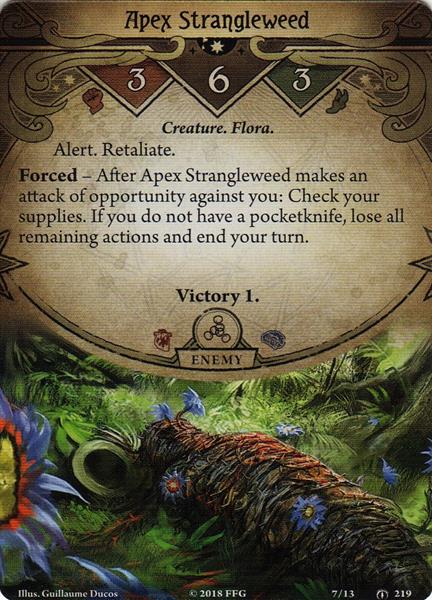 Apex Strangleweed
3 6 3
Creature. Flora.
Alert. Retaliate.
Forced – After Apex Strangleweed makes an
attack of opportunity against you: Check your
supplies. If you do not have a pocketknife, lose all
remaining actions and end your turn.
Victory 1.
ENEMY
Illus. Guillaume Ducos © 2018 FFG 7/13 219